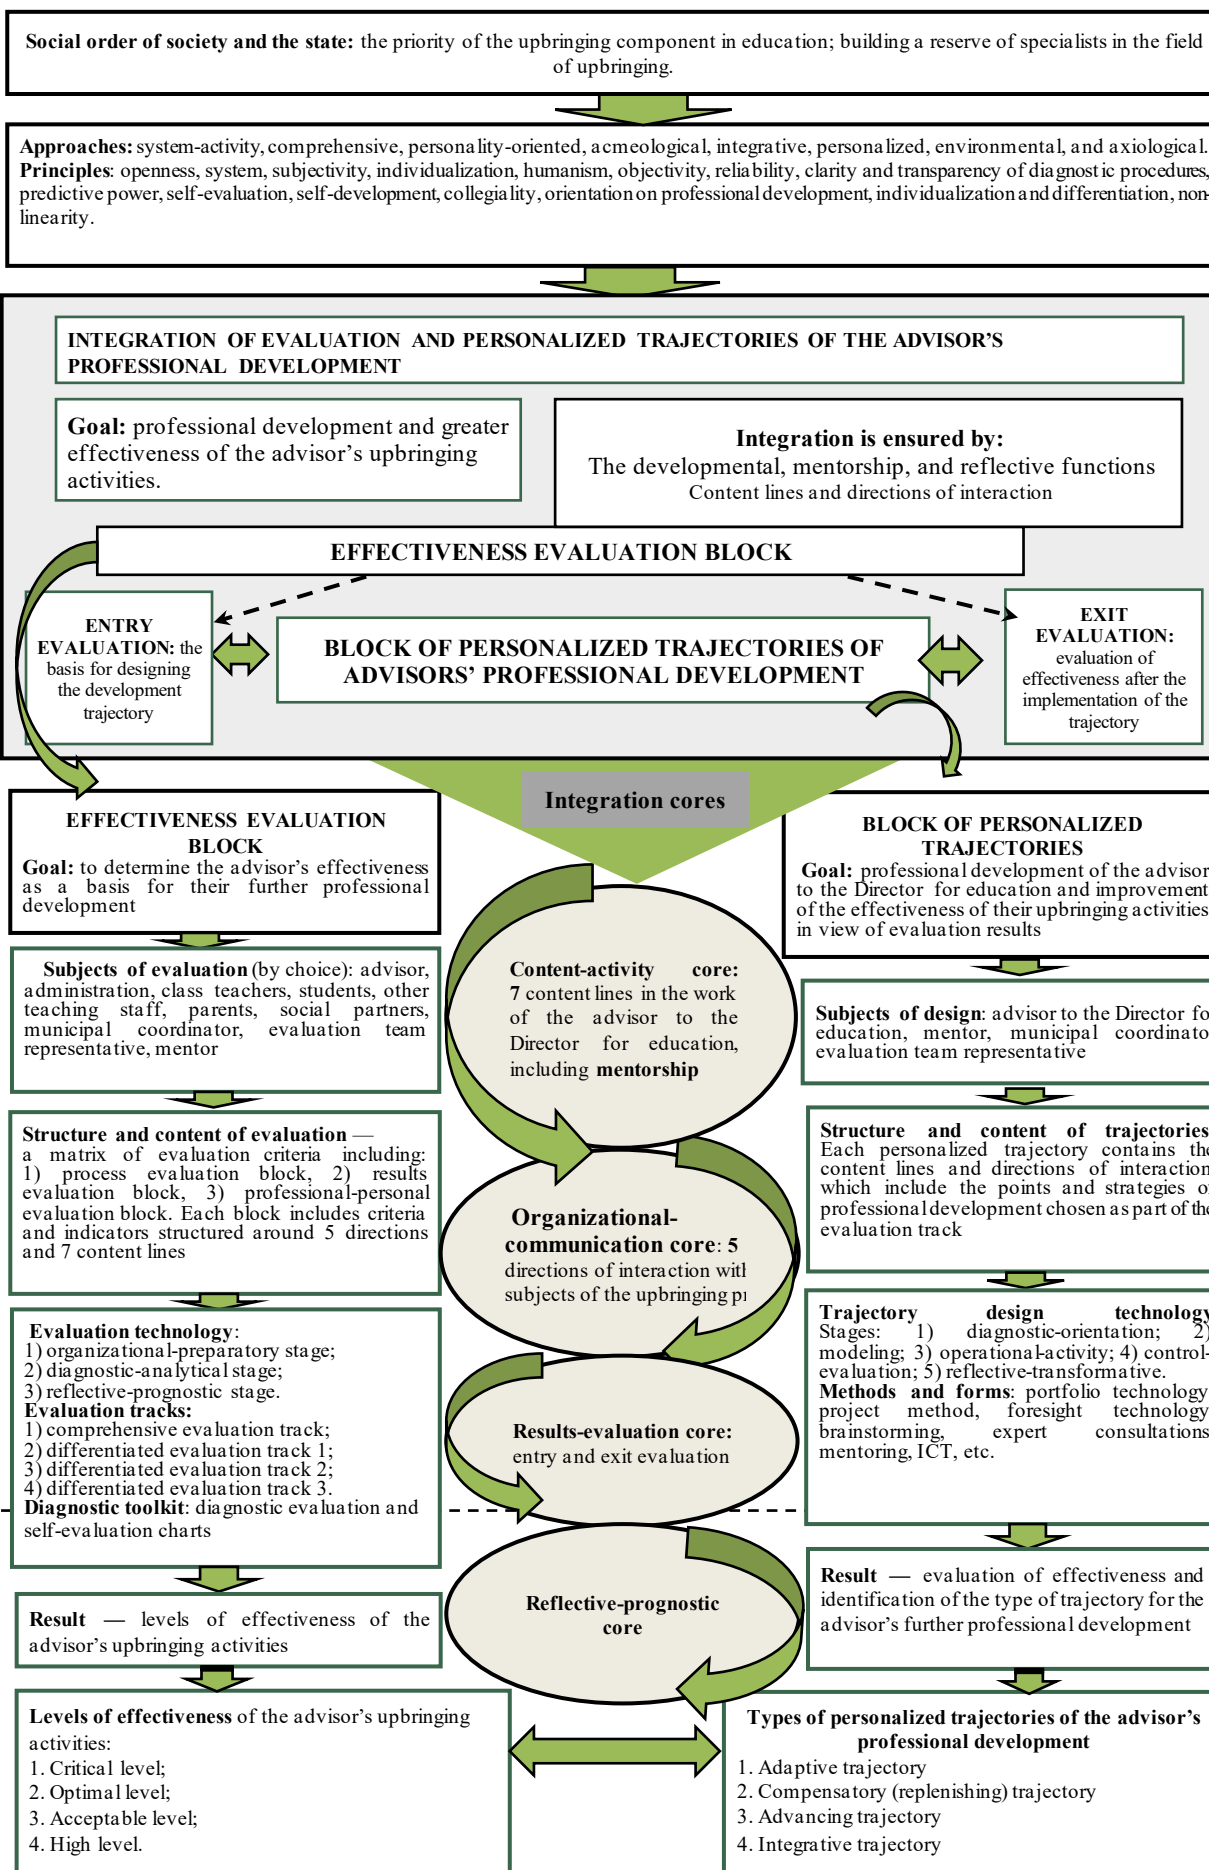 Social order of society and the state: the priority of the upbringing component in education; building a reserve of specialists in the field
of upbringing.
Approaches: system-activity, comprehensive, personality-oriented, acmeological, integrative, personalized, environmental, and axiological.
Principles: openness, system, subjectivity, individualization, humanism, objectivity, reliability, clarity and transparency of diagnostic procedures,
predictive power, self-evaluation, self-development, collegiality, orientation on professional development, individualization and differentiation, non-
linearity.
INTEGRATION OF EVALUATION AND PERSONALIZED TRAJECTORIES OF THE ADVISOR'S
PROFESSIONAL DEVELOPMENT
Goal: professional development and greater
effectiveness of the advisor's upbringing
activities.
Integration is ensured by:
The developmental, mentorship, and reflective functions
Content lines and directions of interaction
EFFECTIVENESS EVALUATION BLOCK
ENTRY
EVALUATION: the
basis for designing
the development
trajectory
BLOCK OF PERSONALIZED TRAJECTORIES OF
ADVISORS' PROFESSIONAL DEVELOPMENT
EXIT
EVALUATION:
evaluation of
effectiveness after the
implementation of the
trajectory
Integration cores
EFFECTIVENESS EVALUATION
BLOCK
Goal: to determine the advisor's effectiveness
as a basis for their further professional
development
Subjects of evaluation (by choice): advisor,
administration, class teachers, students, other
teaching staff, parents, social partners,
municipal coordinator, evaluation team
representative, mentor
Structure and content of evaluation —
a matrix of evaluation criteria including:
1) process evaluation block, 2) results
evaluation block, 3) professional-personal
evaluation block. Each block includes criteria
and indicators structured around 5 directions
and 7 content lines
Evaluation technology:
1) organizational-preparatory stage;
2) diagnostic-analytical stage;
3) reflective-prognostic stage.
Evaluation tracks:
1) comprehensive evaluation track;
2) differentiated evaluation track 1;
3) differentiated evaluation track 2;
4) differentiated evaluation track 3.
Diagnostic toolkit: diagnostic evaluation and
self-evaluation charts
Result — levels of effectiveness of the
advisor's upbringing activities
Levels of effectiveness of the advisor's upbringing
activities:
1. Critical level;
2. Optimal level;
3. Acceptable level;
4. High level.
Content-activity core:
7 content lines in the work
of the advisor to the
Director for education,
including mentorship
Organizational-
communication core: 5
directions of interaction with
subjects of the upbringing
Results-evaluation core:
entry and exit evaluation
Reflective-prognostic
core
BLOCK OF PERSONALIZED
TRAJECTORIES
Goal: professional development of the advisor
to the Director for education and improvement
of the effectiveness of their upbringing activities
in view of evaluation results
Subjects of design: advisor to the Director fo
education, mentor, municipal coordinato
evaluation team representative
Structure and content of trajectories
Each personalized trajectory contains the
content lines and directions of interaction
which include the points and strategies of
professional development chosen as part of the
evaluation track
Trajectory design technology
Stages: 1) diagnostic-orientation; 2)
modeling; 3) operational-activity; 4) control-
evaluation; 5) reflective-transformative.
Methods and forms: portfolio technology
project method, foresight technology
brainstorming, expert consultations
mentoring, ICT, etc.
Result — evaluation of effectiveness and
identification of the type of trajectory for the
advisor's further professional development
Types of personalized trajectories of the advisor's
professional development
1. Adaptive trajectory
2. Compensatory (replenishing) trajectory
3. Advancing trajectory
4. Integrative trajectory